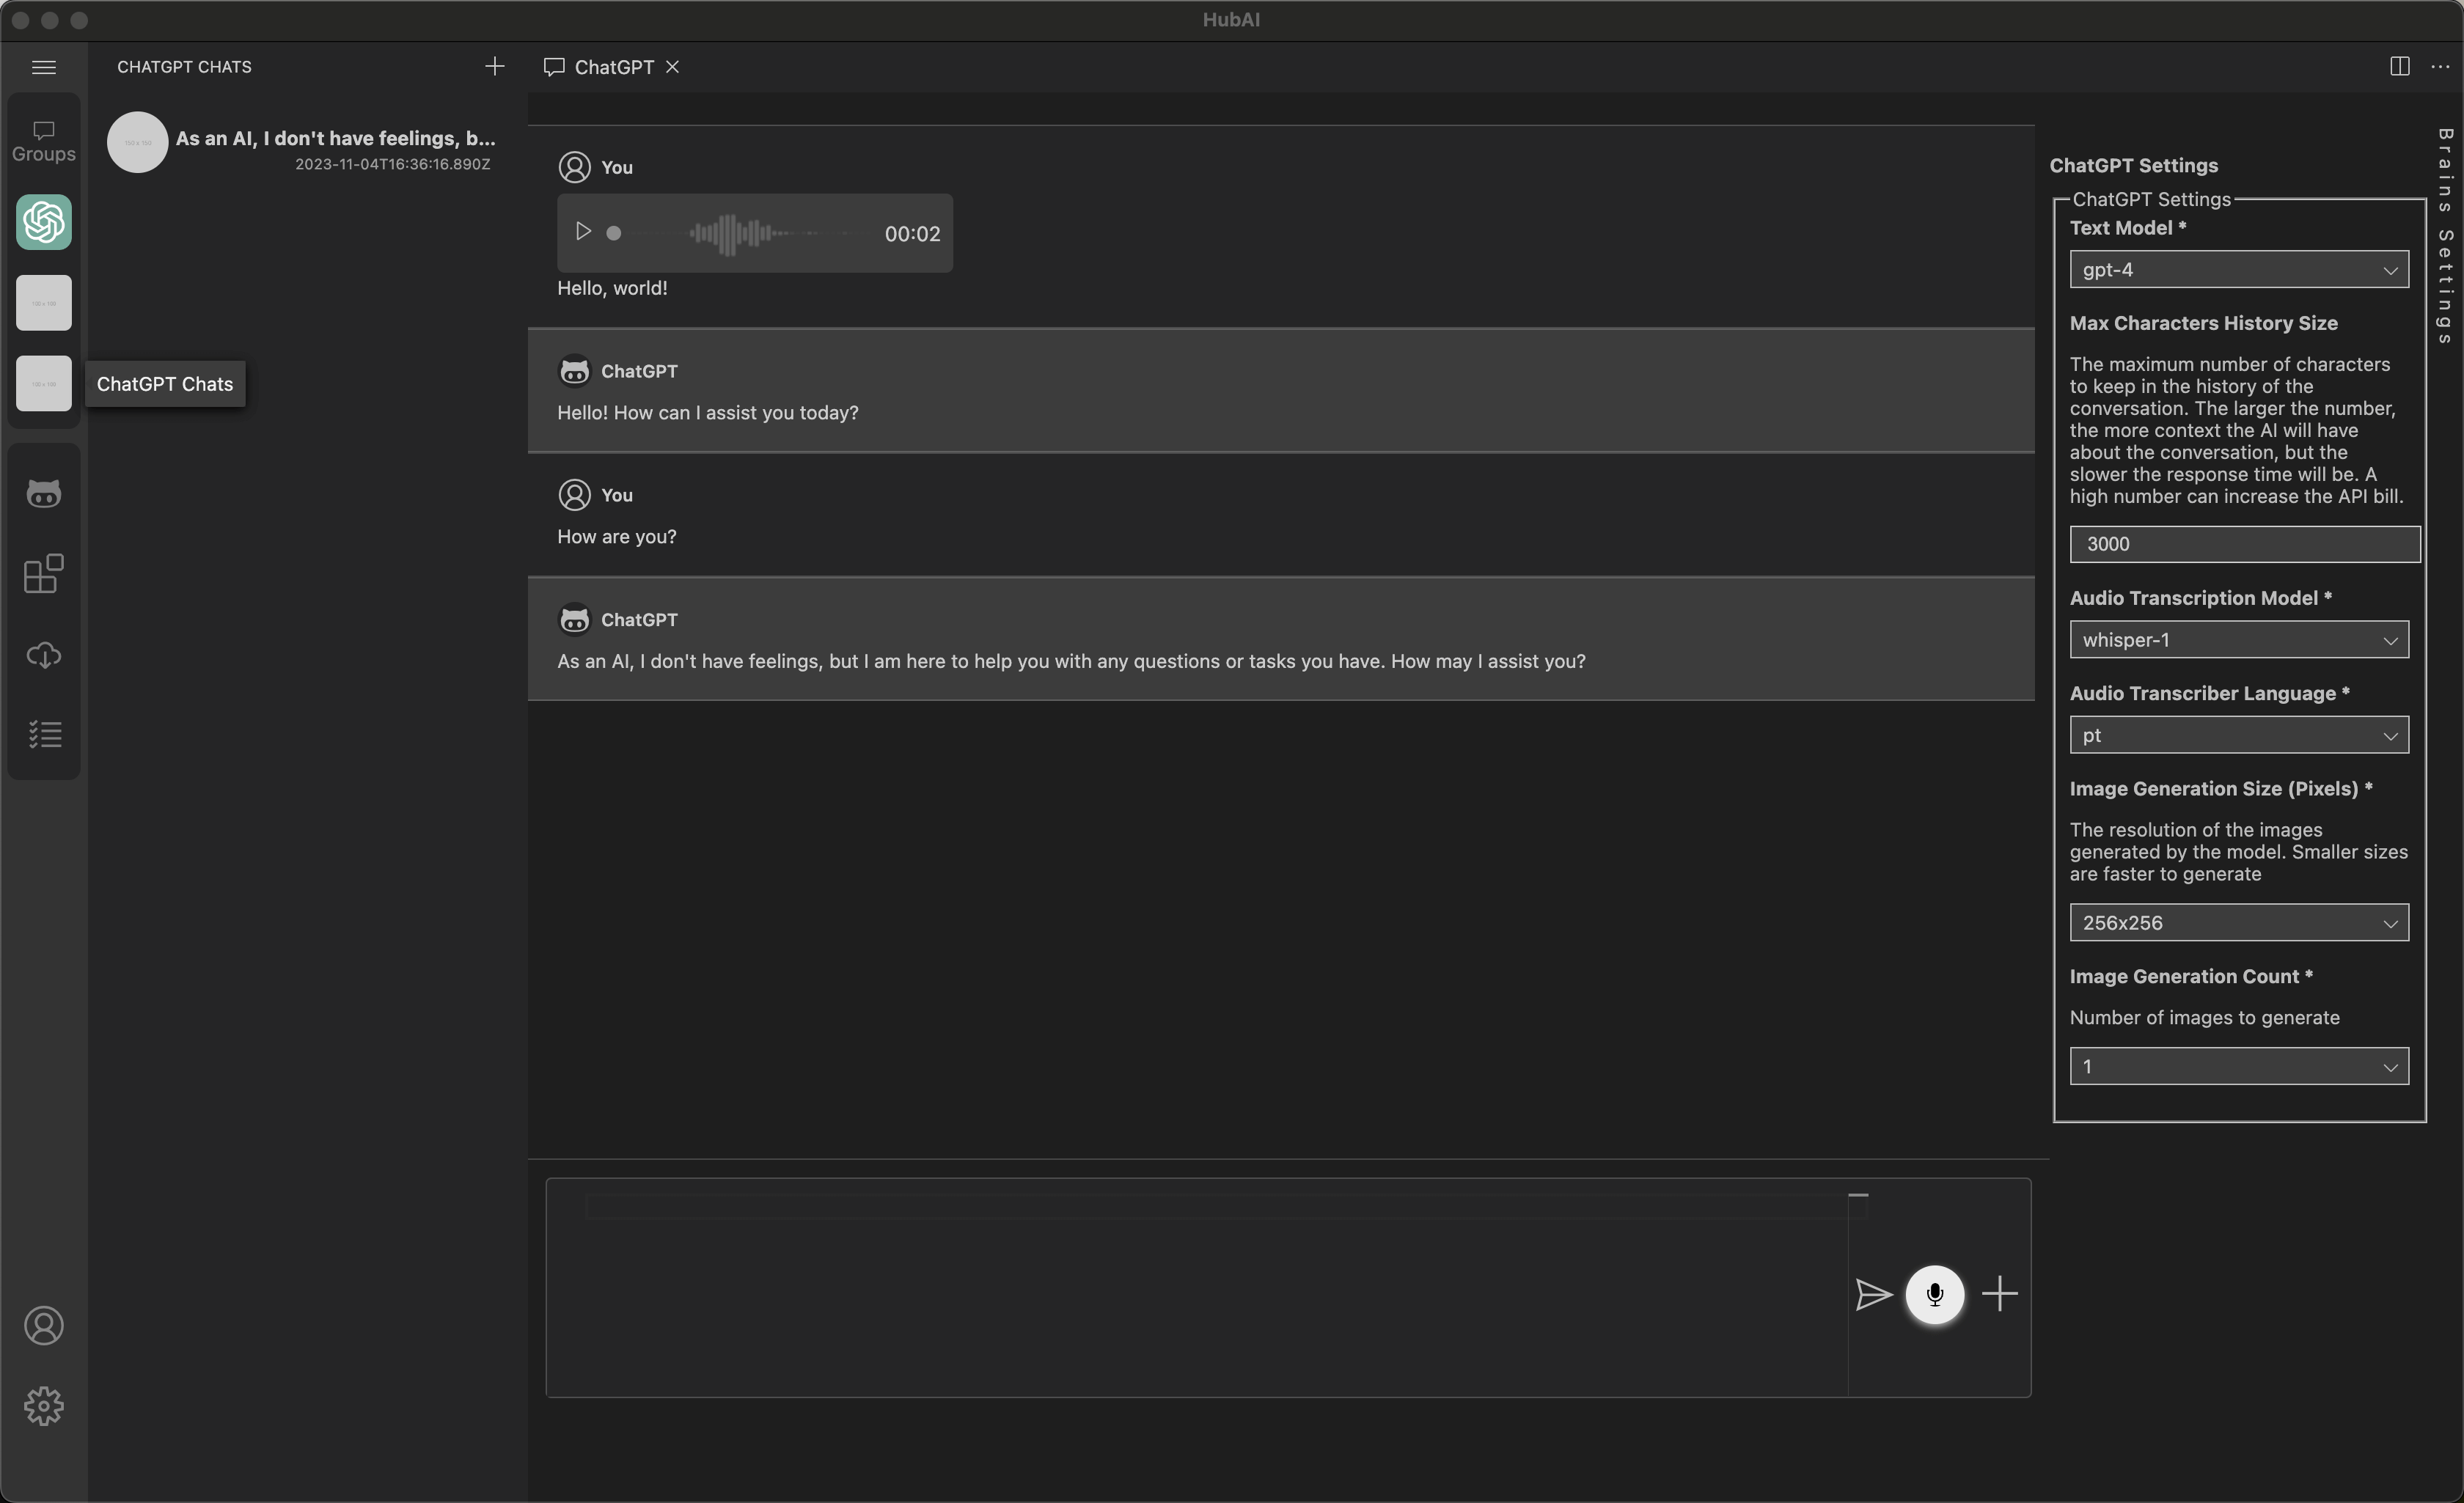 HubAI
CHATGPT CHATS
ChatGPT
Groups
As an AI, I don't have feelings, b...
2023-11-04T16:36:16.890Z
ChatGPT Chats
You
00:02
Hello, world!
ChatGPT
Hello! How can I assist you today?
You
How are you?
ChatGPT
As an AI, I don't have feelings, but I am here to help you with any questions or tasks you have. How may I assist you?
ChatGPT Settings
ChatGPT Settings
Text Model *
gpt-4
Max Characters History Size
The maximum number of characters
to keep in the history of the
conversation. The larger the number,
the more context the AI will have
about the conversation, but the
slower the response time will be. A
high number can increase the API bill.
3000
Audio Transcription Model *
whisper-1
Audio Transcriber Language *
pt
Image Generation Size (Pixels) *
The resolution of the images
generated by the model. Smaller sizes
are faster to generate
256x256
Image Generation Count *
Number of images to generate
1
Brains Settings